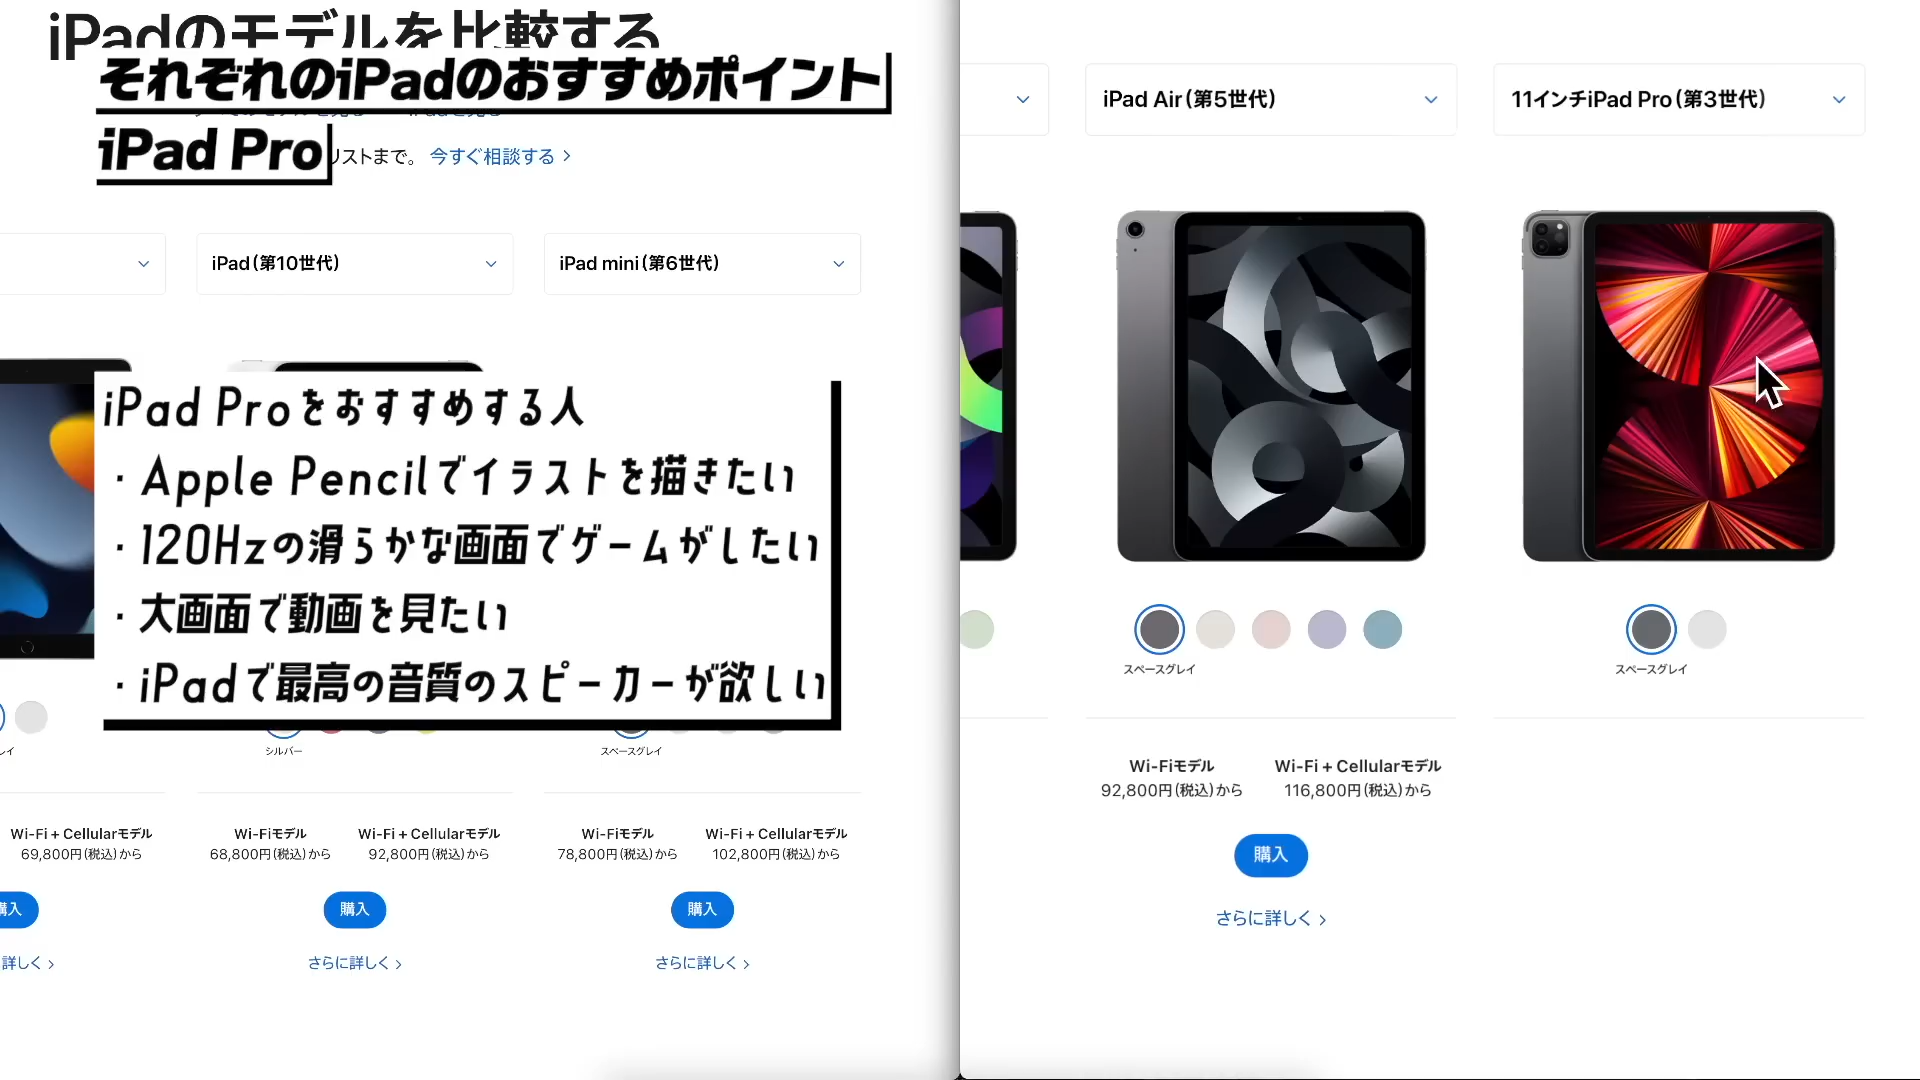 iPadのモデルを比較する
それぞれのiPadのおすすめポイント
iPad Pro
リストまで。 今すぐ相談する
iPad(第10世代)
iPad mini(第6世代)
iPad Proをおすすめする人
・Apple Pencilでイラストを描きたい
・120Hzの滑らかな画面でゲームがしたい
・大画面で動画を見たい
・iPadで最高の音質のスピーカーが欲しい
レイ
シルバー
スペースグレイ
Wi-Fi + Cellularモデル
69,800円(税込)から
Wi-Fiモデル
68,800円(税込)から
Wi-Fi + Cellularモデル
92,800円(税込)から
Wi-Fiモデル
78,800円(税込)から
Wi-Fi + Cellularモデル
102,800円(税込)から
購入
購入
購入
詳しく
さらに詳しく
さらに詳しく
iPad Air(第5世代)
11インチiPad Pro(第3世代)
スペースグレイ
スペースグレイ
Wi-Fiモデル
92,800円(税込)から
Wi-Fi + Cellularモデル
116,800円(税込)から
購入
さらに詳しく